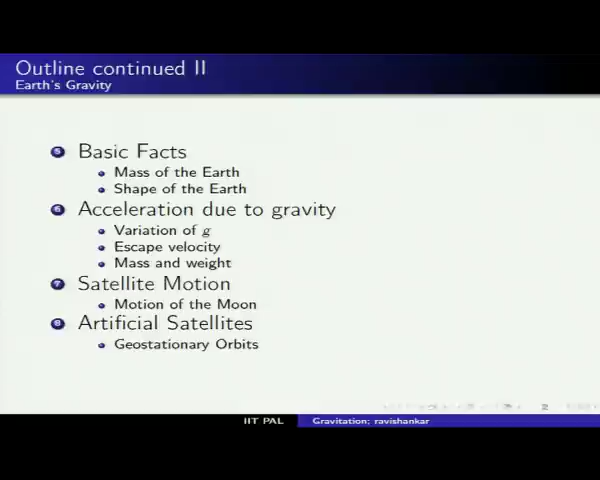 Outline continued II
Earth's Gravity
5 Basic Facts
Mass of the Earth
Shape of the Earth
6 Acceleration due to gravity
Variation of g
Escape velocity
Mass and weight
7 Satellite Motion
Motion of the Moon
8 Artificial Satellites
Geostationary Orbits
2
IIT PAL
Gravitation; ravishankar